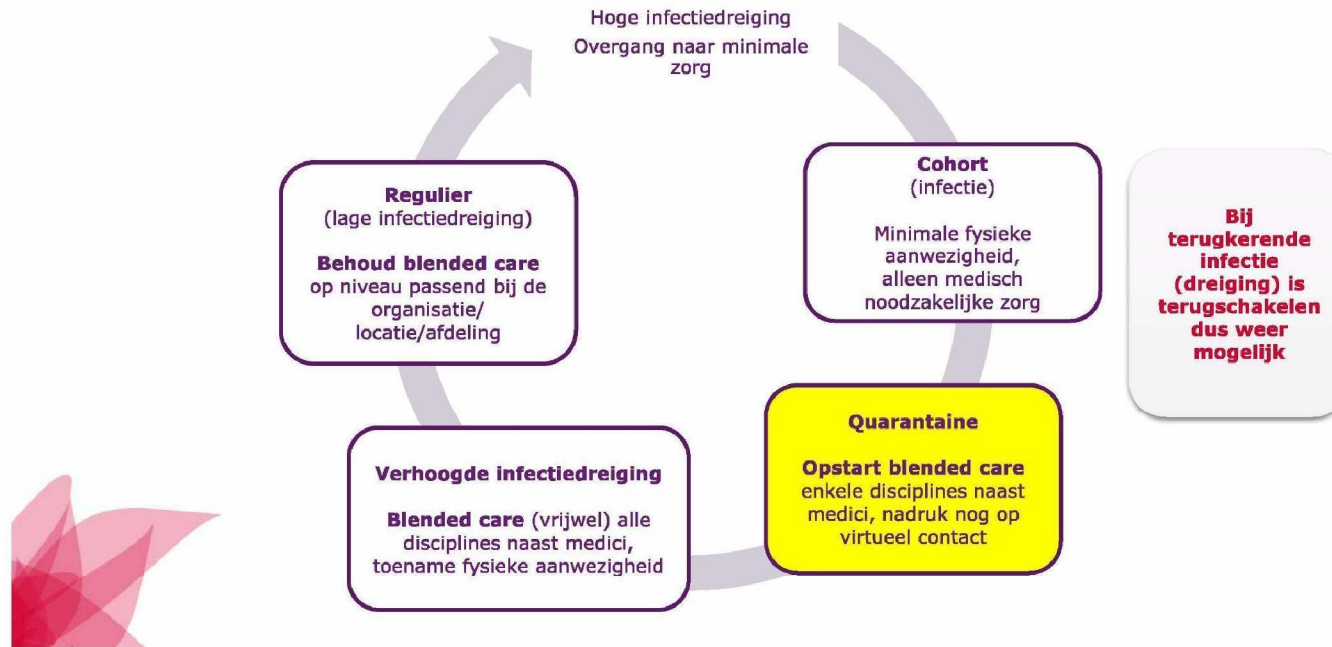 Hoge infectiedreiging
Overgang naar minimale
zorg
Cohort
(infectie)
Minimale fysieke
aanwezigheid,
alleen medisch
noodzakelijke zorg
Bij
terugkerende
infectie
(dreiging) is
terugschakelen
dus weer
mogelijk
Quarantaine
Opstart blended care
enkele disciplines naast
medici, nadruk nog op
virtueel contact
Verhoogde infectiedreiging
Blended care (vrijwel) alle
disciplines naast medici,
toename fysieke aanwezigheid
Regulier
(lage infectiedreiging)
Behoud blended care
op niveau passend bij de
organisatie/
locatie/afdeling